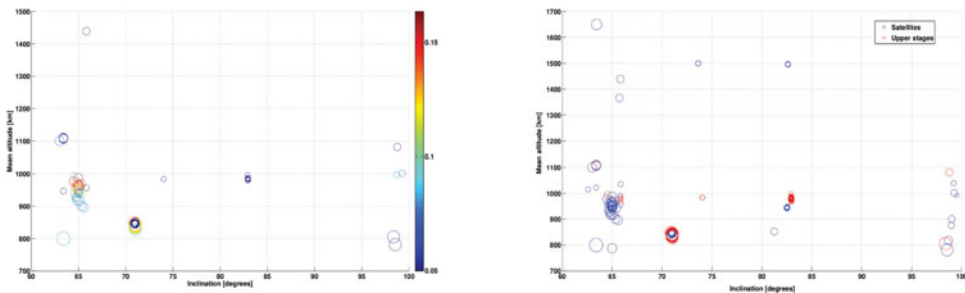 1500
1400
1300
1200
1100
1000
900
800
700
Mean altitude [km]
60 65 70 75 80 85 90 95 100
Inclination [degrees]
0.15
0.1
0.05
1700
1600
1500
1400
1300
1200
1100
1000
900
800
700
Mean altitude [km]
60 65 70 75 80 85 90 95 100
Inclination [degrees]
Satellites
Upper stages